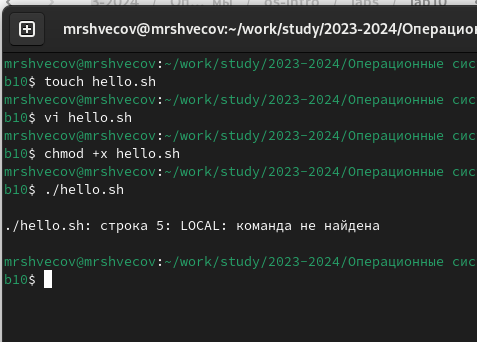 mrshvecov@mrshvecov:~/work/study/2023-2024/Операцион
mrshvecov@mrshvecov:~/work/study/2023-2024/Операционные сис
b10$ touch hello.sh
mrshvecov@mrshvecov:~/work/study/2023-2024/Операционные сис
b10$ vi hello.sh
mrshvecov@mrshvecov:~/work/study/2023-2024/Операционные сис
b10$ chmod +x hello.sh
mrshvecov@mrshvecov:~/work/study/2023-2024/Операционные сис
b10$ ./hello.sh
./hello.sh: строка 5: LOCAL: команда не найдена
mrshvecov@mrshvecov:~/work/study/2023-2024/Операционные сис
b10$